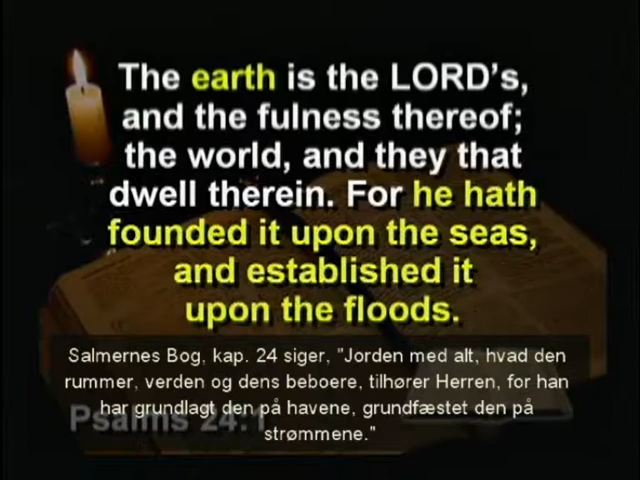 The earth is the LORD's,
and the fulness thereof;
the world, and they that
dwell therein. For he hath
founded it upon the seas,
and established it
upon the floods.
Salmernes Bog, kap. 24 siger, "Jorden med alt, hvad den
rummer, verden og dens beboere, tilhører Herren, for han
har grundlagt den på havene, grundfæstet den på
strømmene."
Psalms 24:1